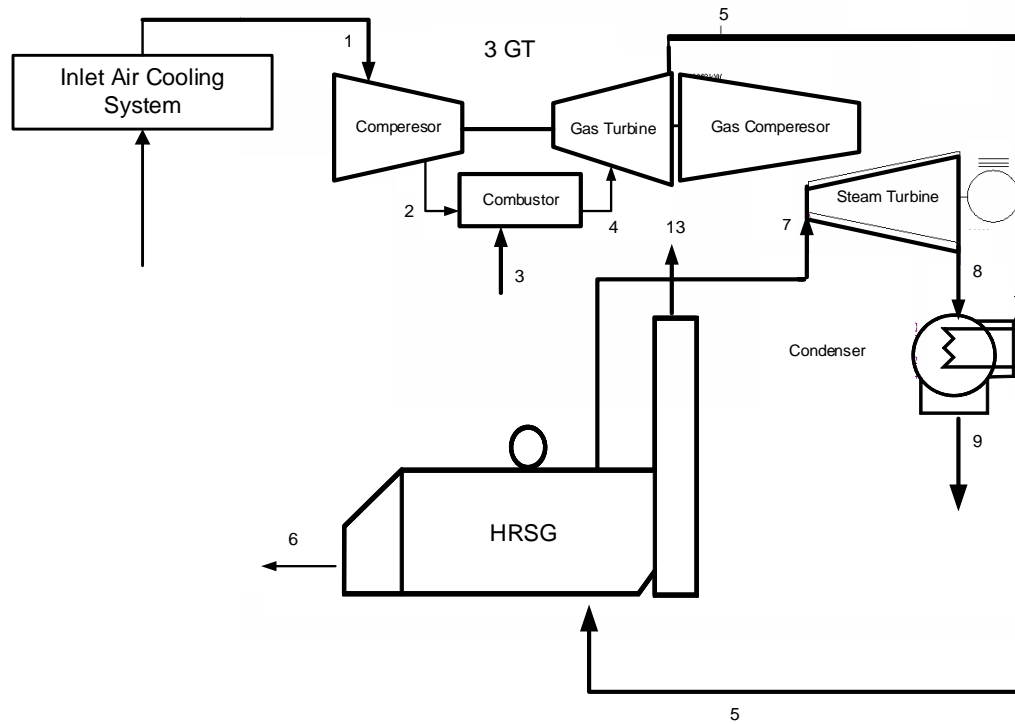 5
1
3 GT
Inlet Air Cooling
System
Comperesor
Gas Turbine
Gas Comperesor
Steam Turbine
Combustor
2
4
13
7
3
8
Condenser
9
6
HRSG
5